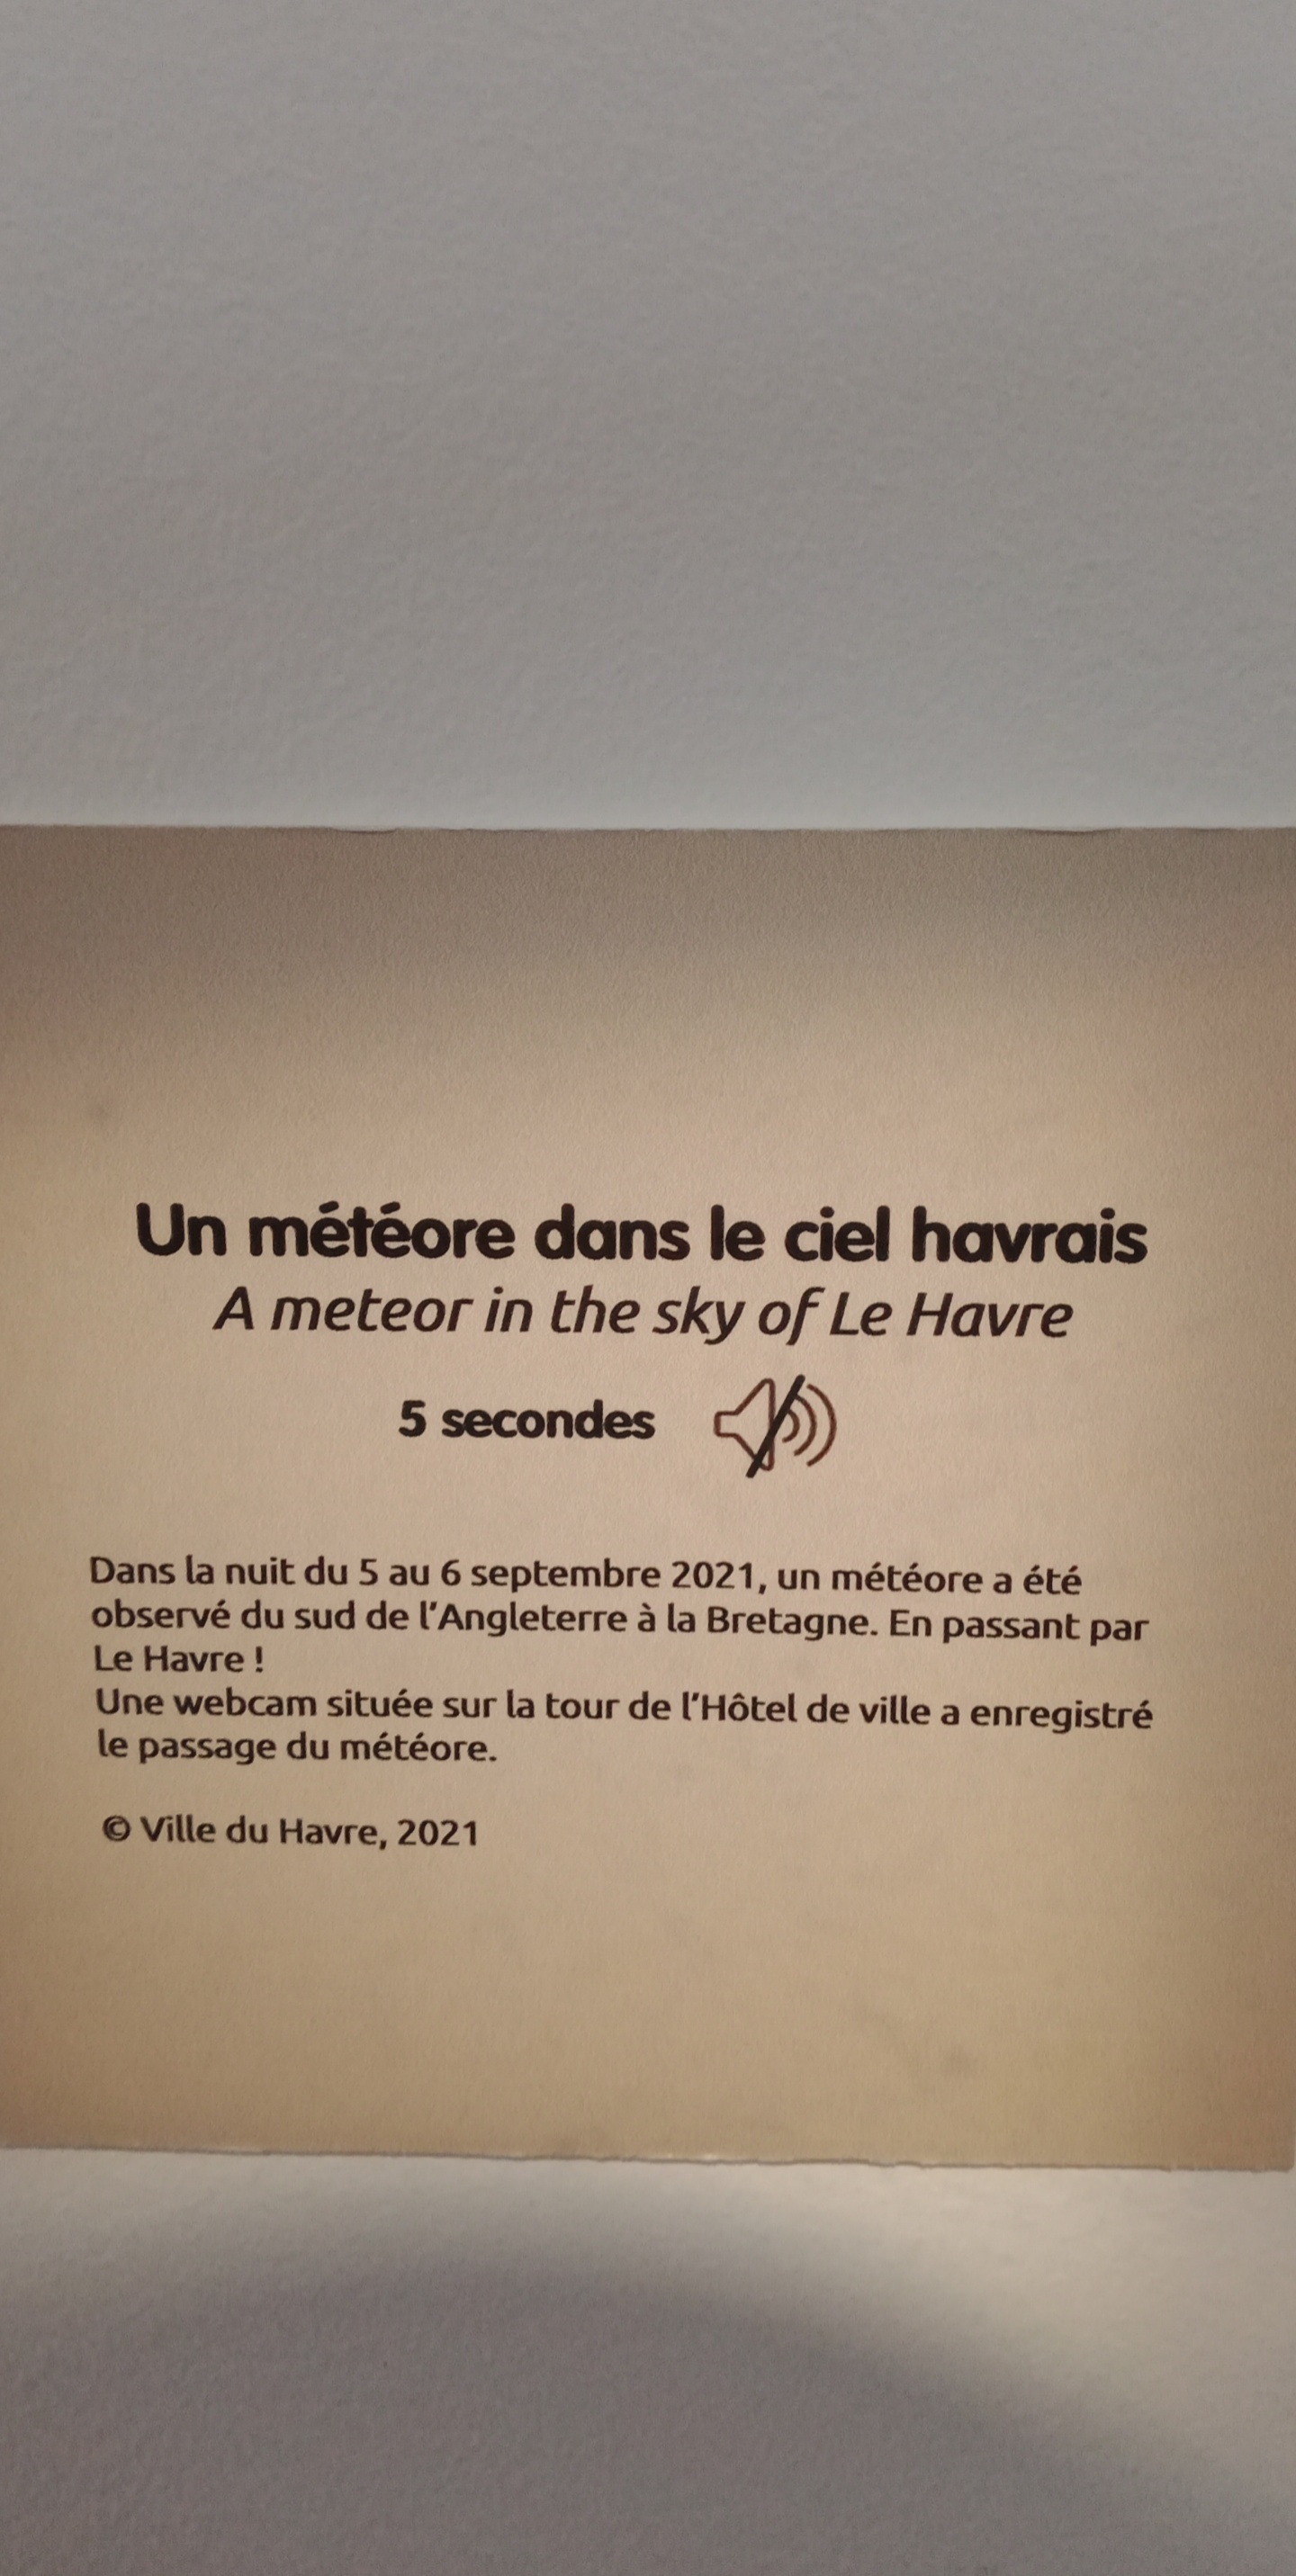 Un météore dans le ciel havrais
A meteor in the sky of Le Havre
5 secondes
Dans la nuit du 5 au 6 septembre 2021, un météore a été
observé du sud de l'Angleterre à la Bretagne. En passant par
Le Havre !
Une webcam située sur la tour de l'Hôtel de ville a enregistré
le passage du météore.
© Ville du Havre, 2021